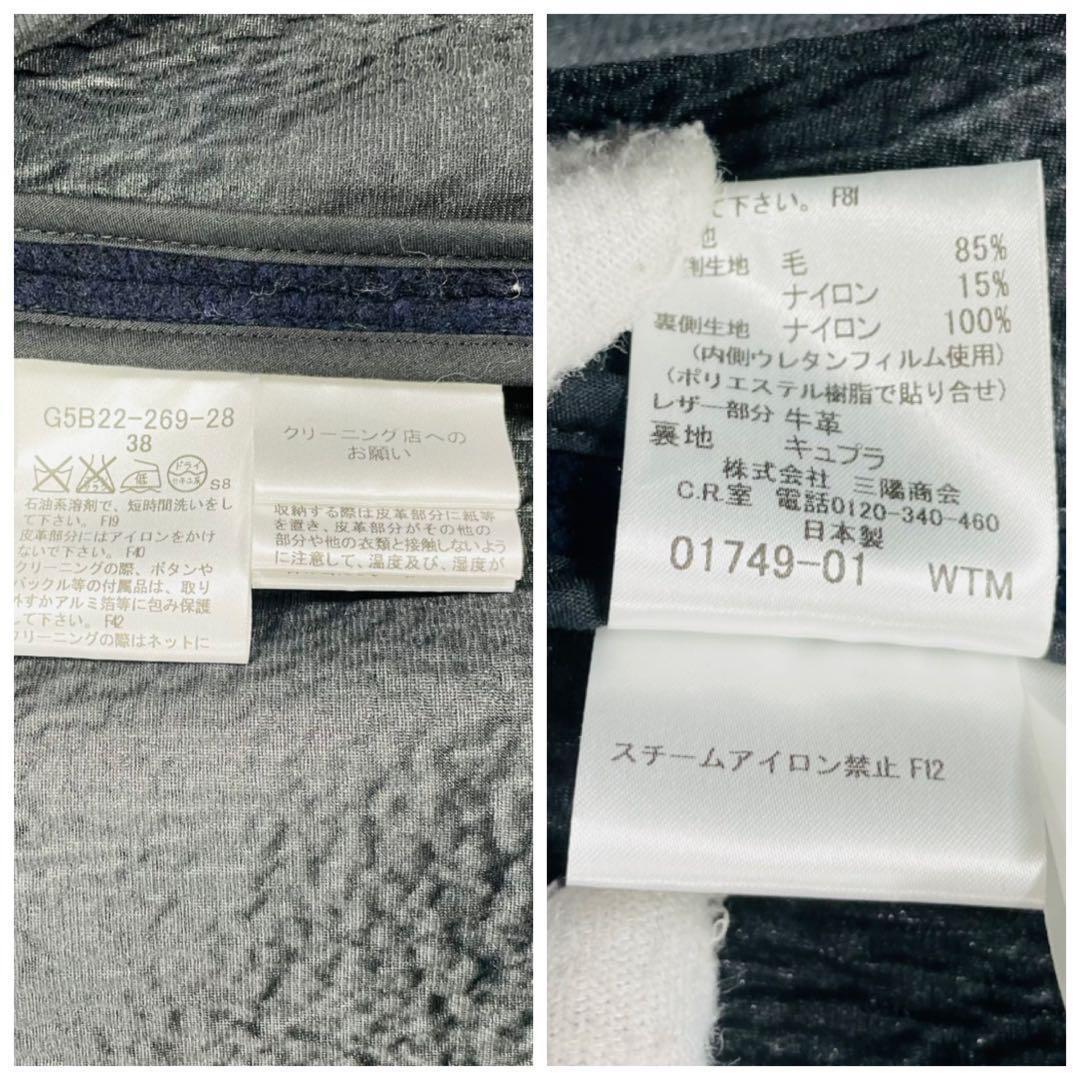 G5B22-269-28
38
低
ドライ
セキユ系
S8
石油系溶剤で、短時間洗いをし
て下さい。 F19
皮革部分にはアイロンをかけ
ないで下さい。 F40
クリーニングの際、ボタンや
バックル等の付属品は、取り
外すかアルミ箔等に包み保護
して下さい。 F42
クリーニングの際はネットに
クリーニング店への
お願い
収納する際は皮革部分に紙等
を置き、皮革部分がその他の
部分や他の衣類と接触しないよう
に注意して、温度及び、湿度が
て下さい。 F81
地
側生地 毛 85%
ナイロン 15%
裏側生地 ナイロン 100%
(内側ウレタンフィルム使用)
(ポリエステル樹脂で貼り合せ)
レザー部分 牛革
裏地 キュプラ
株式会社 三陽商会
C.R.室 電話0120-340-460
日本製
01749-01 WTM
スチームアイロン禁止 F12